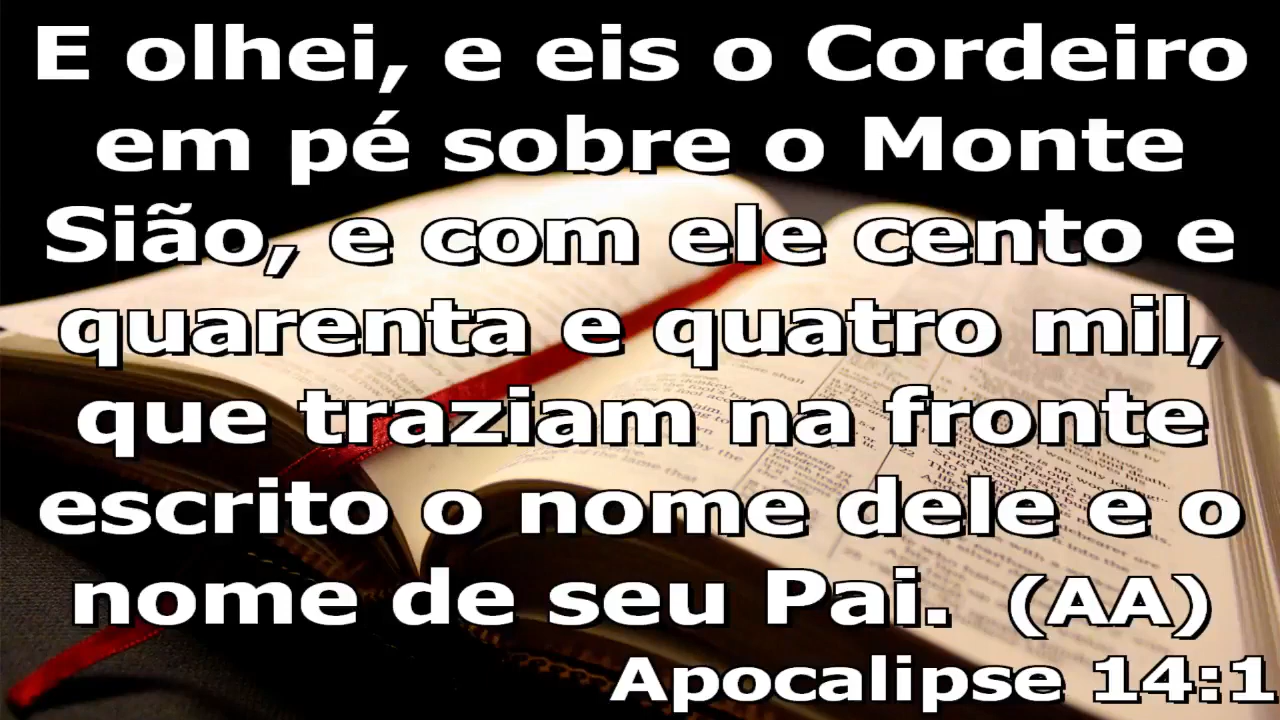 E olhei, e eis o Cordeiro
em pé sobre o Monte
Sião, e com ele cento e
quarenta e quatro mil,
que traziam na fronte
escrito o nome dele e o
nome de seu Pai. (AA)
Apocalipse 14:1